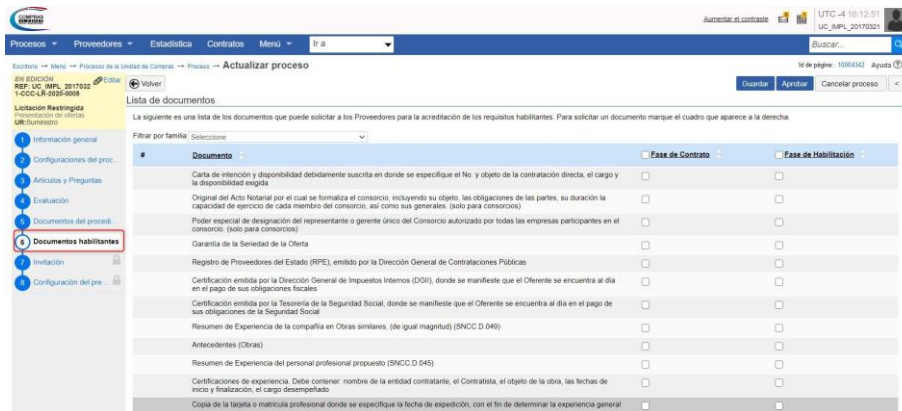 COMPRAS
DOMINICANAS
Aumentar el contraste
UTC -4 16:12:51
UC_IMPL_20170321
Procesos Proveedores Estadística Contratos Menú Ir a Buscar...
Escritorio → Menú → Procesos de la Unidad de Compras → Proceso → Actualizar proceso Id de página: 10004342 Ayuda
EN EDICIÓN Editar
REF: UC_IMPL_2017032
1-CCC-LR-2020-0005
Licitación Restringida
Presentación de ofertas
UR:Suministro
1 Información general
2 Configuraciones del proc...
3 Artículos y Preguntas
4 Evaluación
5 Documentos del procedi...
6 Documentos habilitantes
7 Invitación
8 Configuración del pre...
Volver Guardar Aprobar Cancelar proceso <
Lista de documentos
La siguiente es una lista de los documentos que puede solicitar a los Proveedores para la acreditación de los requisitos habilitantes. Para solicitar un documento marque el cuadro que aparece a la derecha
Filtrar por familia Seleccione
# Documento Fase de Contrato Fase de Habilitación
Carta de intención y disponibilidad debidamente suscrita en donde se especifique el No. y objeto de la contratación directa, el cargo y
la disponibilidad exigida
Original del Acto Notarial por el cual se formaliza el consorcio, incluyendo su objeto, las obligaciones de las partes, su duración la
capacidad de ejercicio de cada miembro del consorcio, así como sus generales. (solo para consorcios)
Poder especial de designación del representante o gerente único del Consorcio autorizado por todas las empresas participantes en el
consorcio. (solo para consorcios)
Garantía de la Seriedad de la Oferta
Registro de Proveedores del Estado (RPE), emitido por la Dirección General de Contrataciones Públicas
Certificación emitida por la Dirección General de Impuestos Internos (DGII), donde se manifieste que el Oferente se encuentra al día
en el pago de sus obligaciones fiscales
Certificación emitida por la Tesorería de la Seguridad Social, donde se manifieste que el Oferente se encuentra al día en el pago de
sus obligaciones de la Seguridad Social
Resumen de Experiencia de la compañía en Obras similares, (de igual magnitud) (SNCC.D.049)
Antecedentes (Obras)
Resumen de Experiencia del personal profesional propuesto (SNCC.D.045)
Certificaciones de experiencia. Debe contener: nombre de la entidad contratante, el Contratista, el objeto de la obra, las fechas de
inicio y finalización, el cargo desempeñado
Copia de la tarjeta o matrícula profesional donde se especifique la fecha de expedición, con el fin de determinar la experiencia general